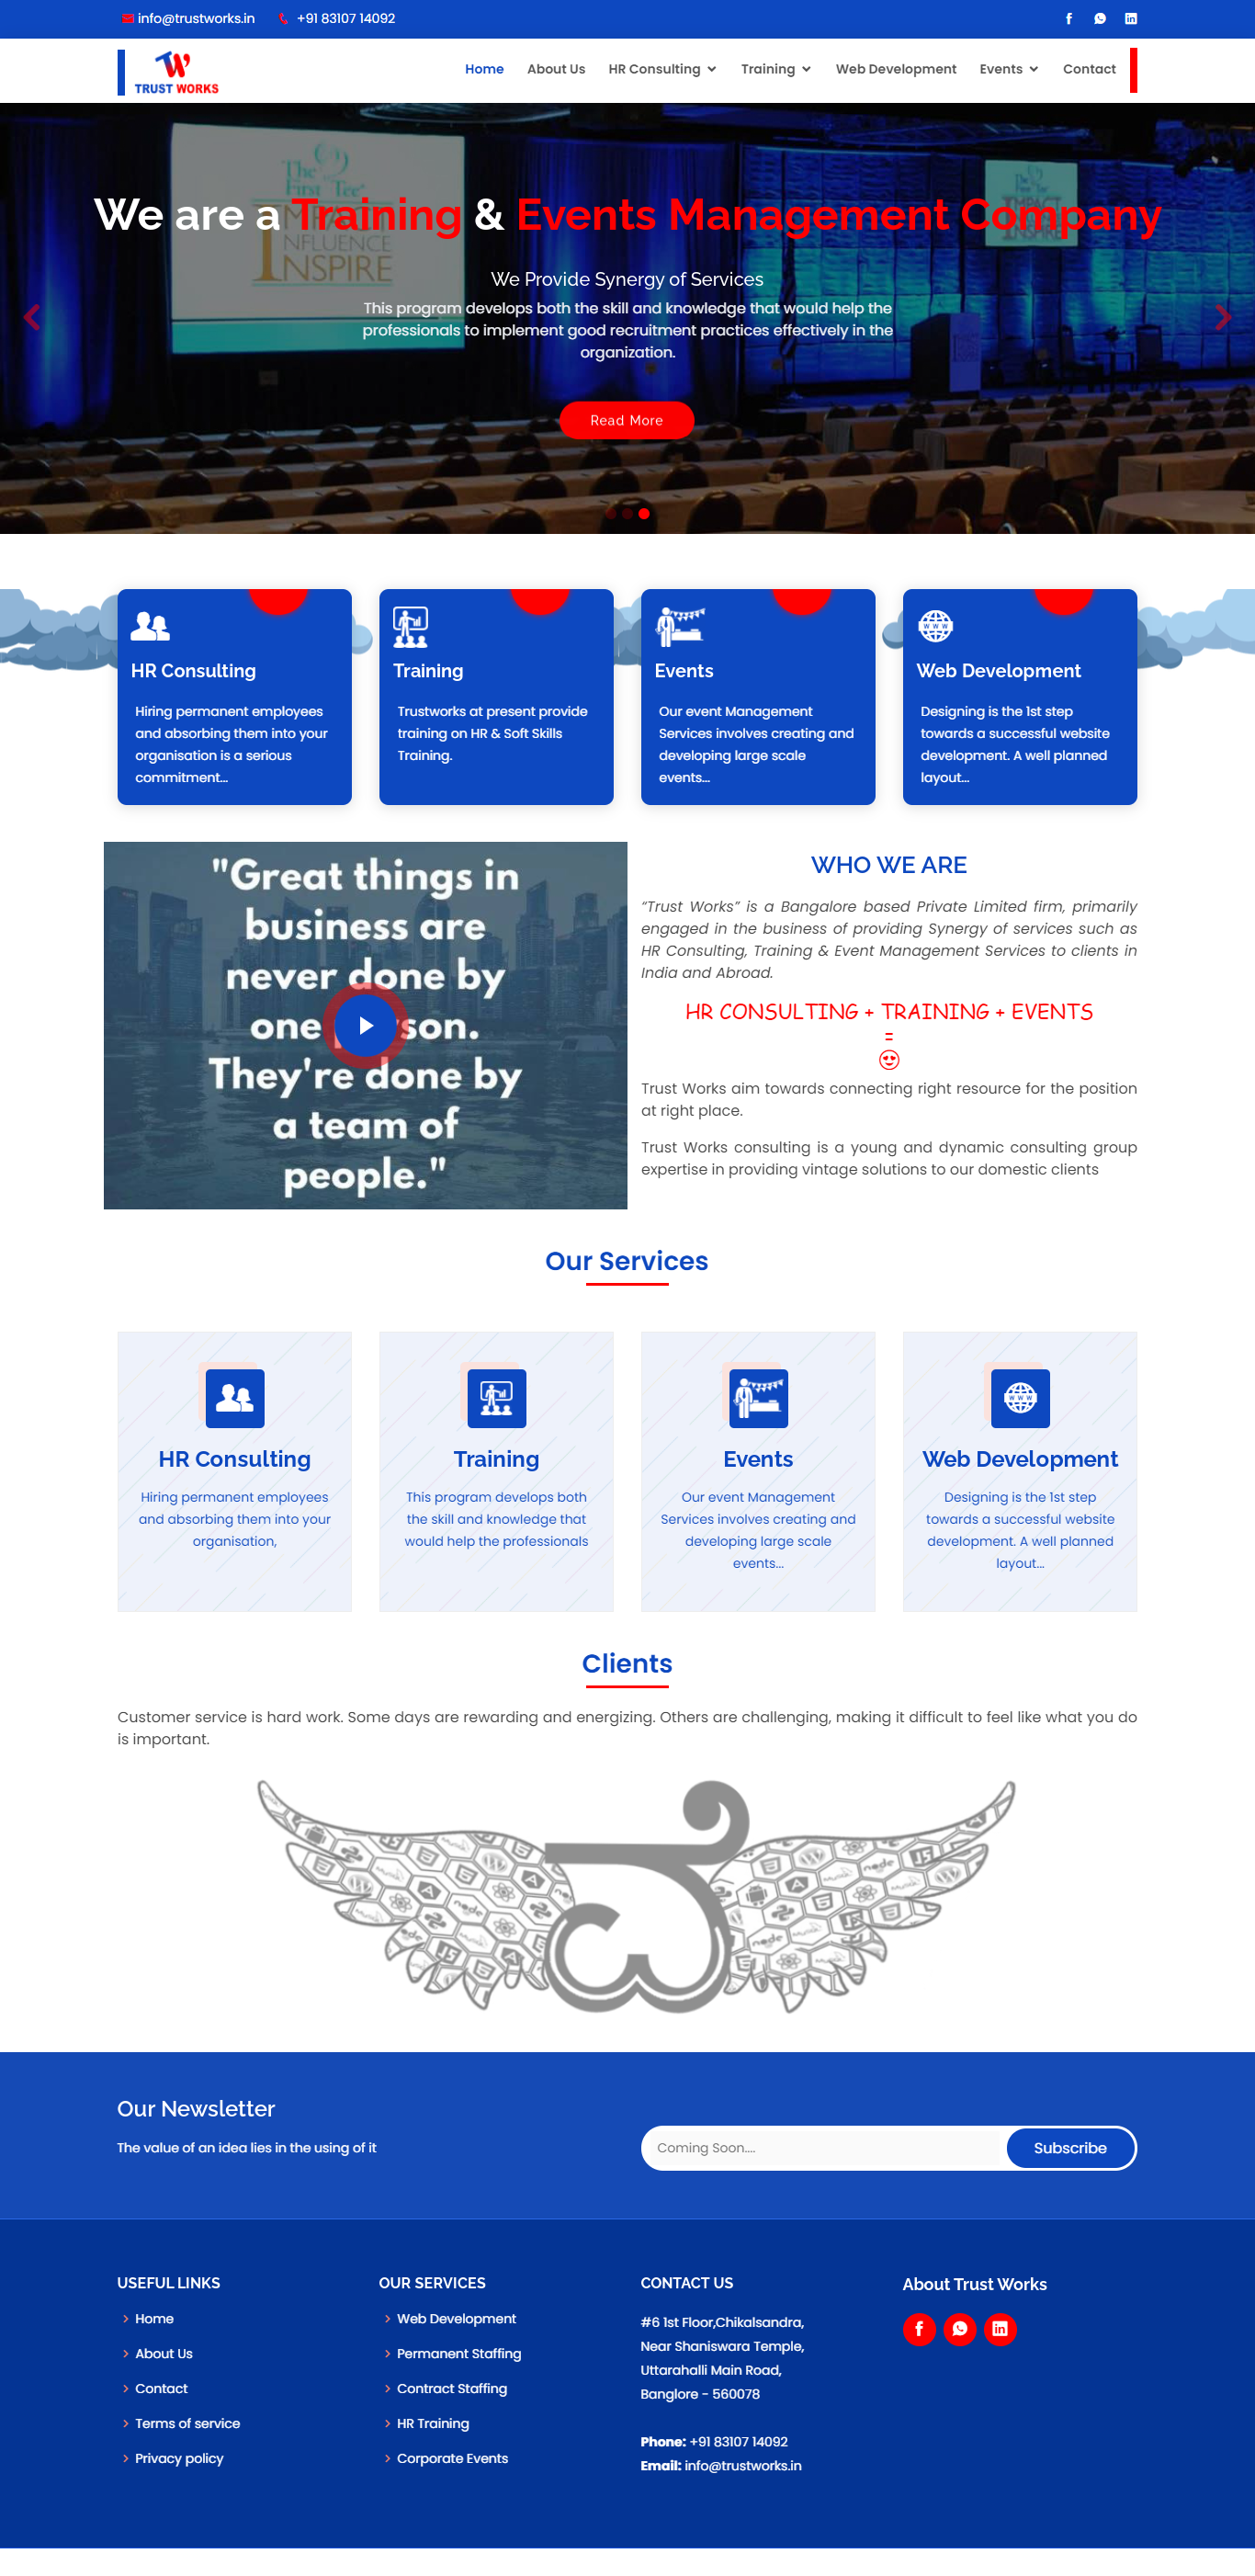 info@trustworks.in +91 83107 14092
TW
TRUST WORKS
Home About Us HR Consulting Training Web Development Events Contact
The
First Tee
IMPACT
INFLUENCE
INSPIRE
We are a Training & Events Management Company
We Provide Synergy of Services
This program develops both the skill and knowledge that would help the
professionals to implement good recruitment practices effectively in the
organization.
Read More
HR Consulting
Hiring permanent employees
and absorbing them into your
organisation is a serious
commitment...
Training
Trustworks at present provide
training on HR & Soft Skills
Training.
Events
Our event Management
Services involves creating and
developing large scale
events...
WWW
Web Development
Designing is the 1st step
towards a successful website
development. A well planned
layout...
"Great things in
business are
never done by
one person.
They're done by
a team of
people."
WHO WE ARE
“Trust Works” is a Bangalore based Private Limited firm, primarily
engaged in the business of providing Synergy of services such as
HR Consulting, Training & Event Management Services to clients in
India and Abroad.
HR CONSULTING + TRAINING + EVENTS
=
😍
Trust Works aim towards connecting right resource for the position
at right place.
Trust Works consulting is a young and dynamic consulting group
expertise in providing vintage solutions to our domestic clients
Our Services
HR Consulting
Hiring permanent employees
and absorbing them into your
organisation,
Training
This program develops both
the skill and knowledge that
would help the professionals
Events
Our event Management
Services involves creating and
developing large scale
events...
WWW
Web Development
Designing is the 1st step
towards a successful website
development. A well planned
layout...
Clients
Customer service is hard work. Some days are rewarding and energizing. Others are challenging, making it difficult to feel like what you do
is important.
Our Newsletter
The value of an idea lies in the using of it
Coming Soon.... Subscribe
USEFUL LINKS
Home
About Us
Contact
Terms of service
Privacy policy
OUR SERVICES
Web Development
Permanent Staffing
Contract Staffing
HR Training
Corporate Events
CONTACT US
#6 1st Floor,Chikalsandra,
Near Shaniswara Temple,
Uttarahalli Main Road,
Banglore - 560078
Phone: +91 83107 14092
Email: info@trustworks.in
About Trust Works